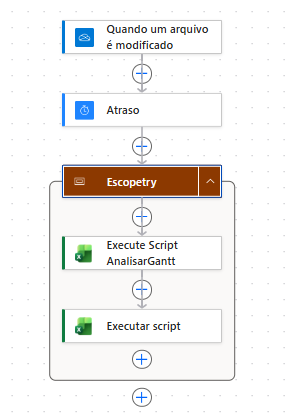 Quando um arquivo
é modificado
Atraso
Escopetry
Execute Script
AnalisarGantt
Executar script